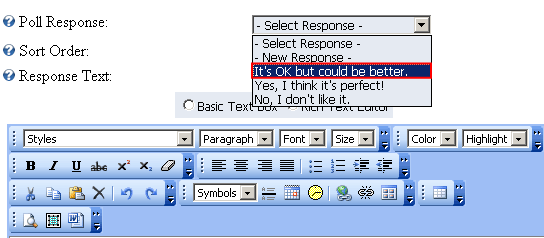 Poll Response:
- Select Response -
- Select Response -
- New Response -
Sort Order:
It's OK but could be better.
Response Text:
Yes, I think it's perfect!
No, I don't like it.
Basic Text Box Rich Text Editor
Styles Paragraph Font Size Color Highlight
B I U abc x² x₂
Symbols